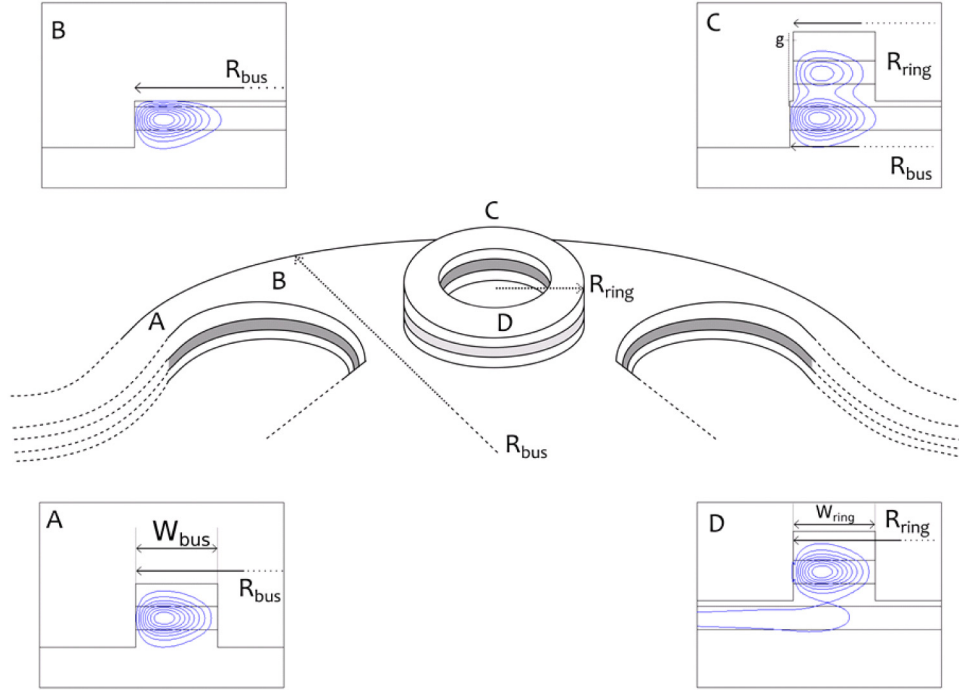 B
R_bus
C
g
R_ring
R_bus
C
B
R_ring
A
D
R_bus
A
W_bus
R_bus
D
W_ring
R_ring